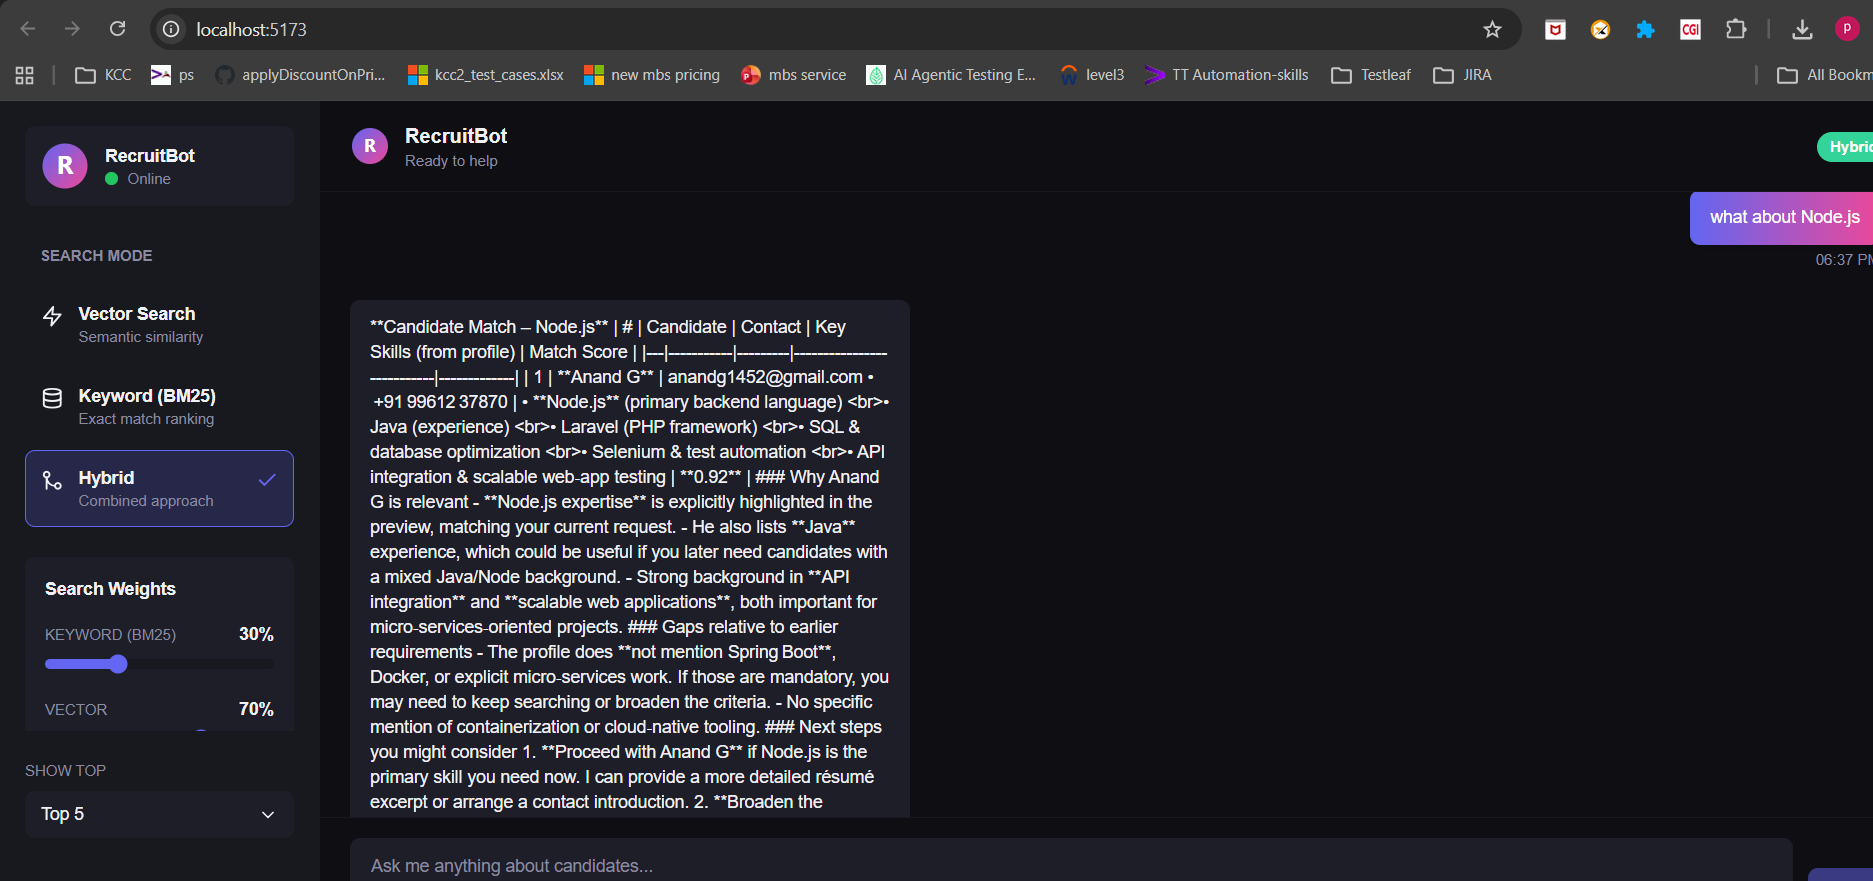 localhost:5173
KCC
ps
applyDiscountOnPri...
kcc2_test_cases.xlsx
new mbs pricing
mbs service
AI Agentic Testing E...
level3
TT Automation-skills
Testleaf
JIRA
All Bookm
CGI
P
R
RecruitBot
Online
SEARCH MODE
Vector Search
Semantic similarity
Keyword (BM25)
Exact match ranking
Hybrid
Combined approach
Search Weights
KEYWORD (BM25) 30%
VECTOR 70%
SHOW TOP
Top 5
R
RecruitBot
Ready to help
Hybrid
what about Node.js
06:37 PM
**Candidate Match – Node.js** | # | Candidate | Contact | Key
Skills (from profile) | Match Score | |---|-----------|---------|----------------
-----------|-------------| | 1 | **Anand G** | anandg1452@gmail.com •
+91 99612 37870 | • **Node.js** (primary backend language) <br>•
Java (experience) <br>• Laravel (PHP framework) <br>• SQL &
database optimization <br>• Selenium & test automation <br>• API
integration & scalable web-app testing | **0.92** | ### Why Anand
G is relevant - **Node.js expertise** is explicitly highlighted in the
preview, matching your current request. - He also lists **Java**
experience, which could be useful if you later need candidates with
a mixed Java/Node background. - Strong background in **API
integration** and **scalable web applications**, both important for
micro-services-oriented projects. ### Gaps relative to earlier
requirements - The profile does **not mention Spring Boot**,
Docker, or explicit micro-services work. If those are mandatory, you
may need to keep searching or broaden the criteria. - No specific
mention of containerization or cloud-native tooling. ### Next steps
you might consider 1. **Proceed with Anand G** if Node.js is the
primary skill you need now. I can provide a more detailed résumé
excerpt or arrange a contact introduction. 2. **Broaden the
Ask me anything about candidates...